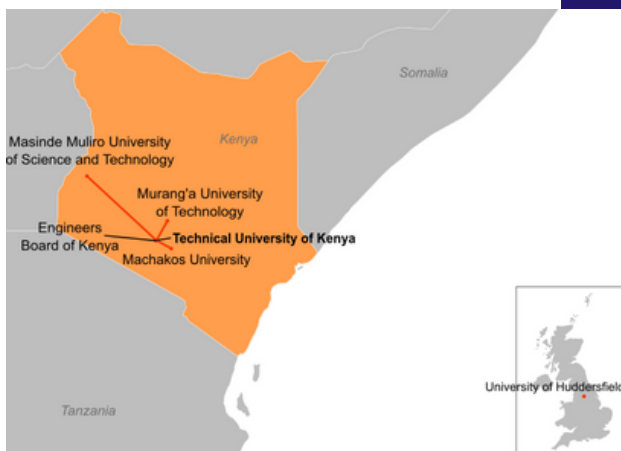 Somalia
Kenya
Masinde Muliro University
of Science and Technology
Murang'a University
of Technology
Engineers
Board of Kenya
Technical University of Kenya
Machakos University
University of Huddersfield
Tanzania